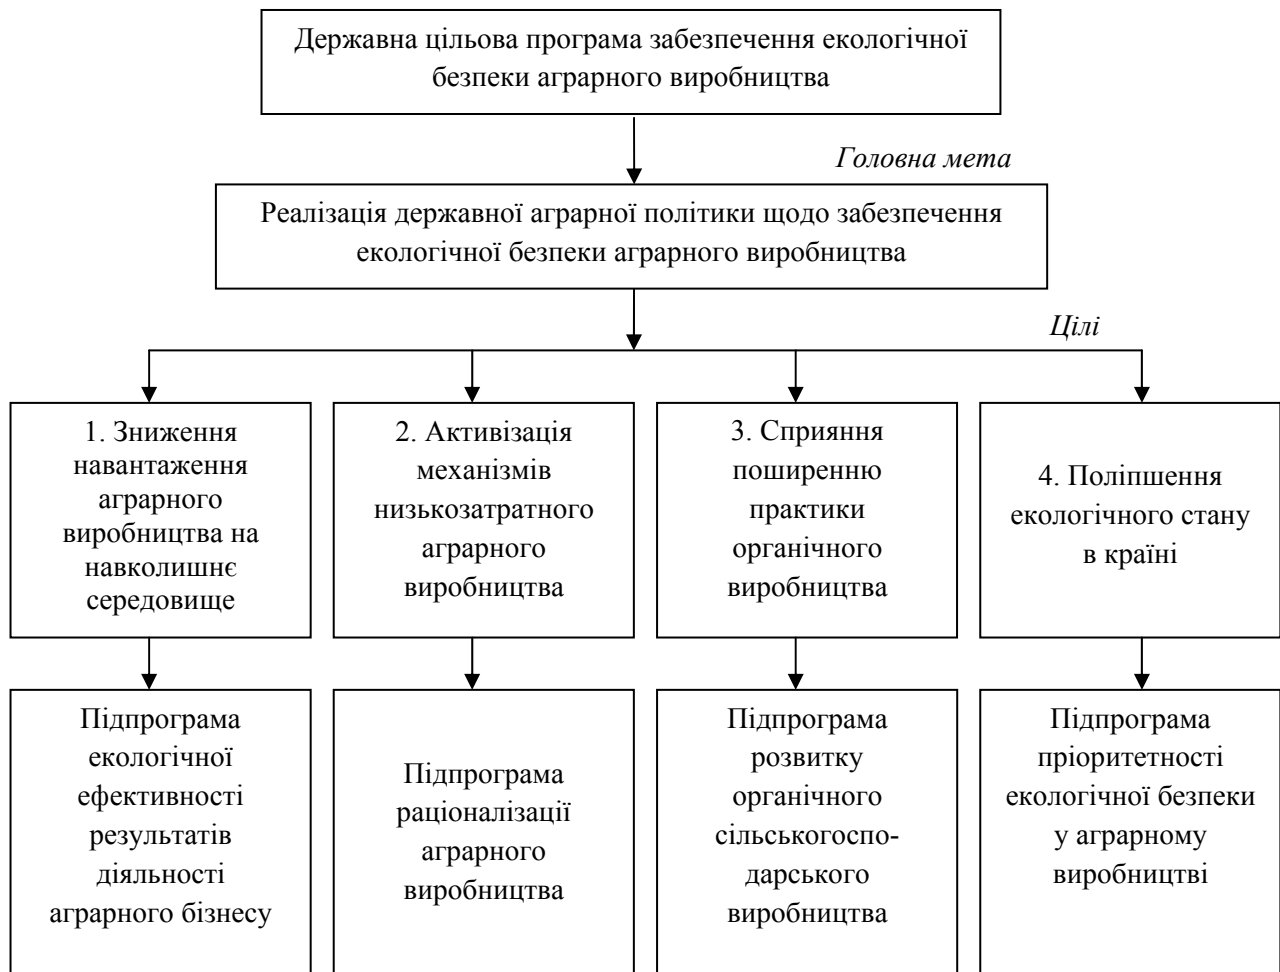 Державна цільова програма забезпечення екологічної
безпеки аграрного виробництва
Головна мета
Реалізація державної аграрної політики щодо забезпечення
екологічної безпеки аграрного виробництва
Цілі
1. Зниження
навантаження
аграрного
виробництва на
навколишнє
середовище
2. Активізація
механізмів
низькозатратного
аграрного
виробництва
3. Сприяння
поширенню
практики
органічного
виробництва
4. Поліпшення
екологічного стану
в країні
Підпрограма
екологічної
ефективності
результатів
діяльності
аграрного бізнесу
Підпрограма
раціоналізації
аграрного
виробництва
Підпрограма
розвитку
органічного
сільськогоспо-
дарського
виробництва
Підпрограма
пріоритетності
екологічної безпеки
у аграрному
виробництві